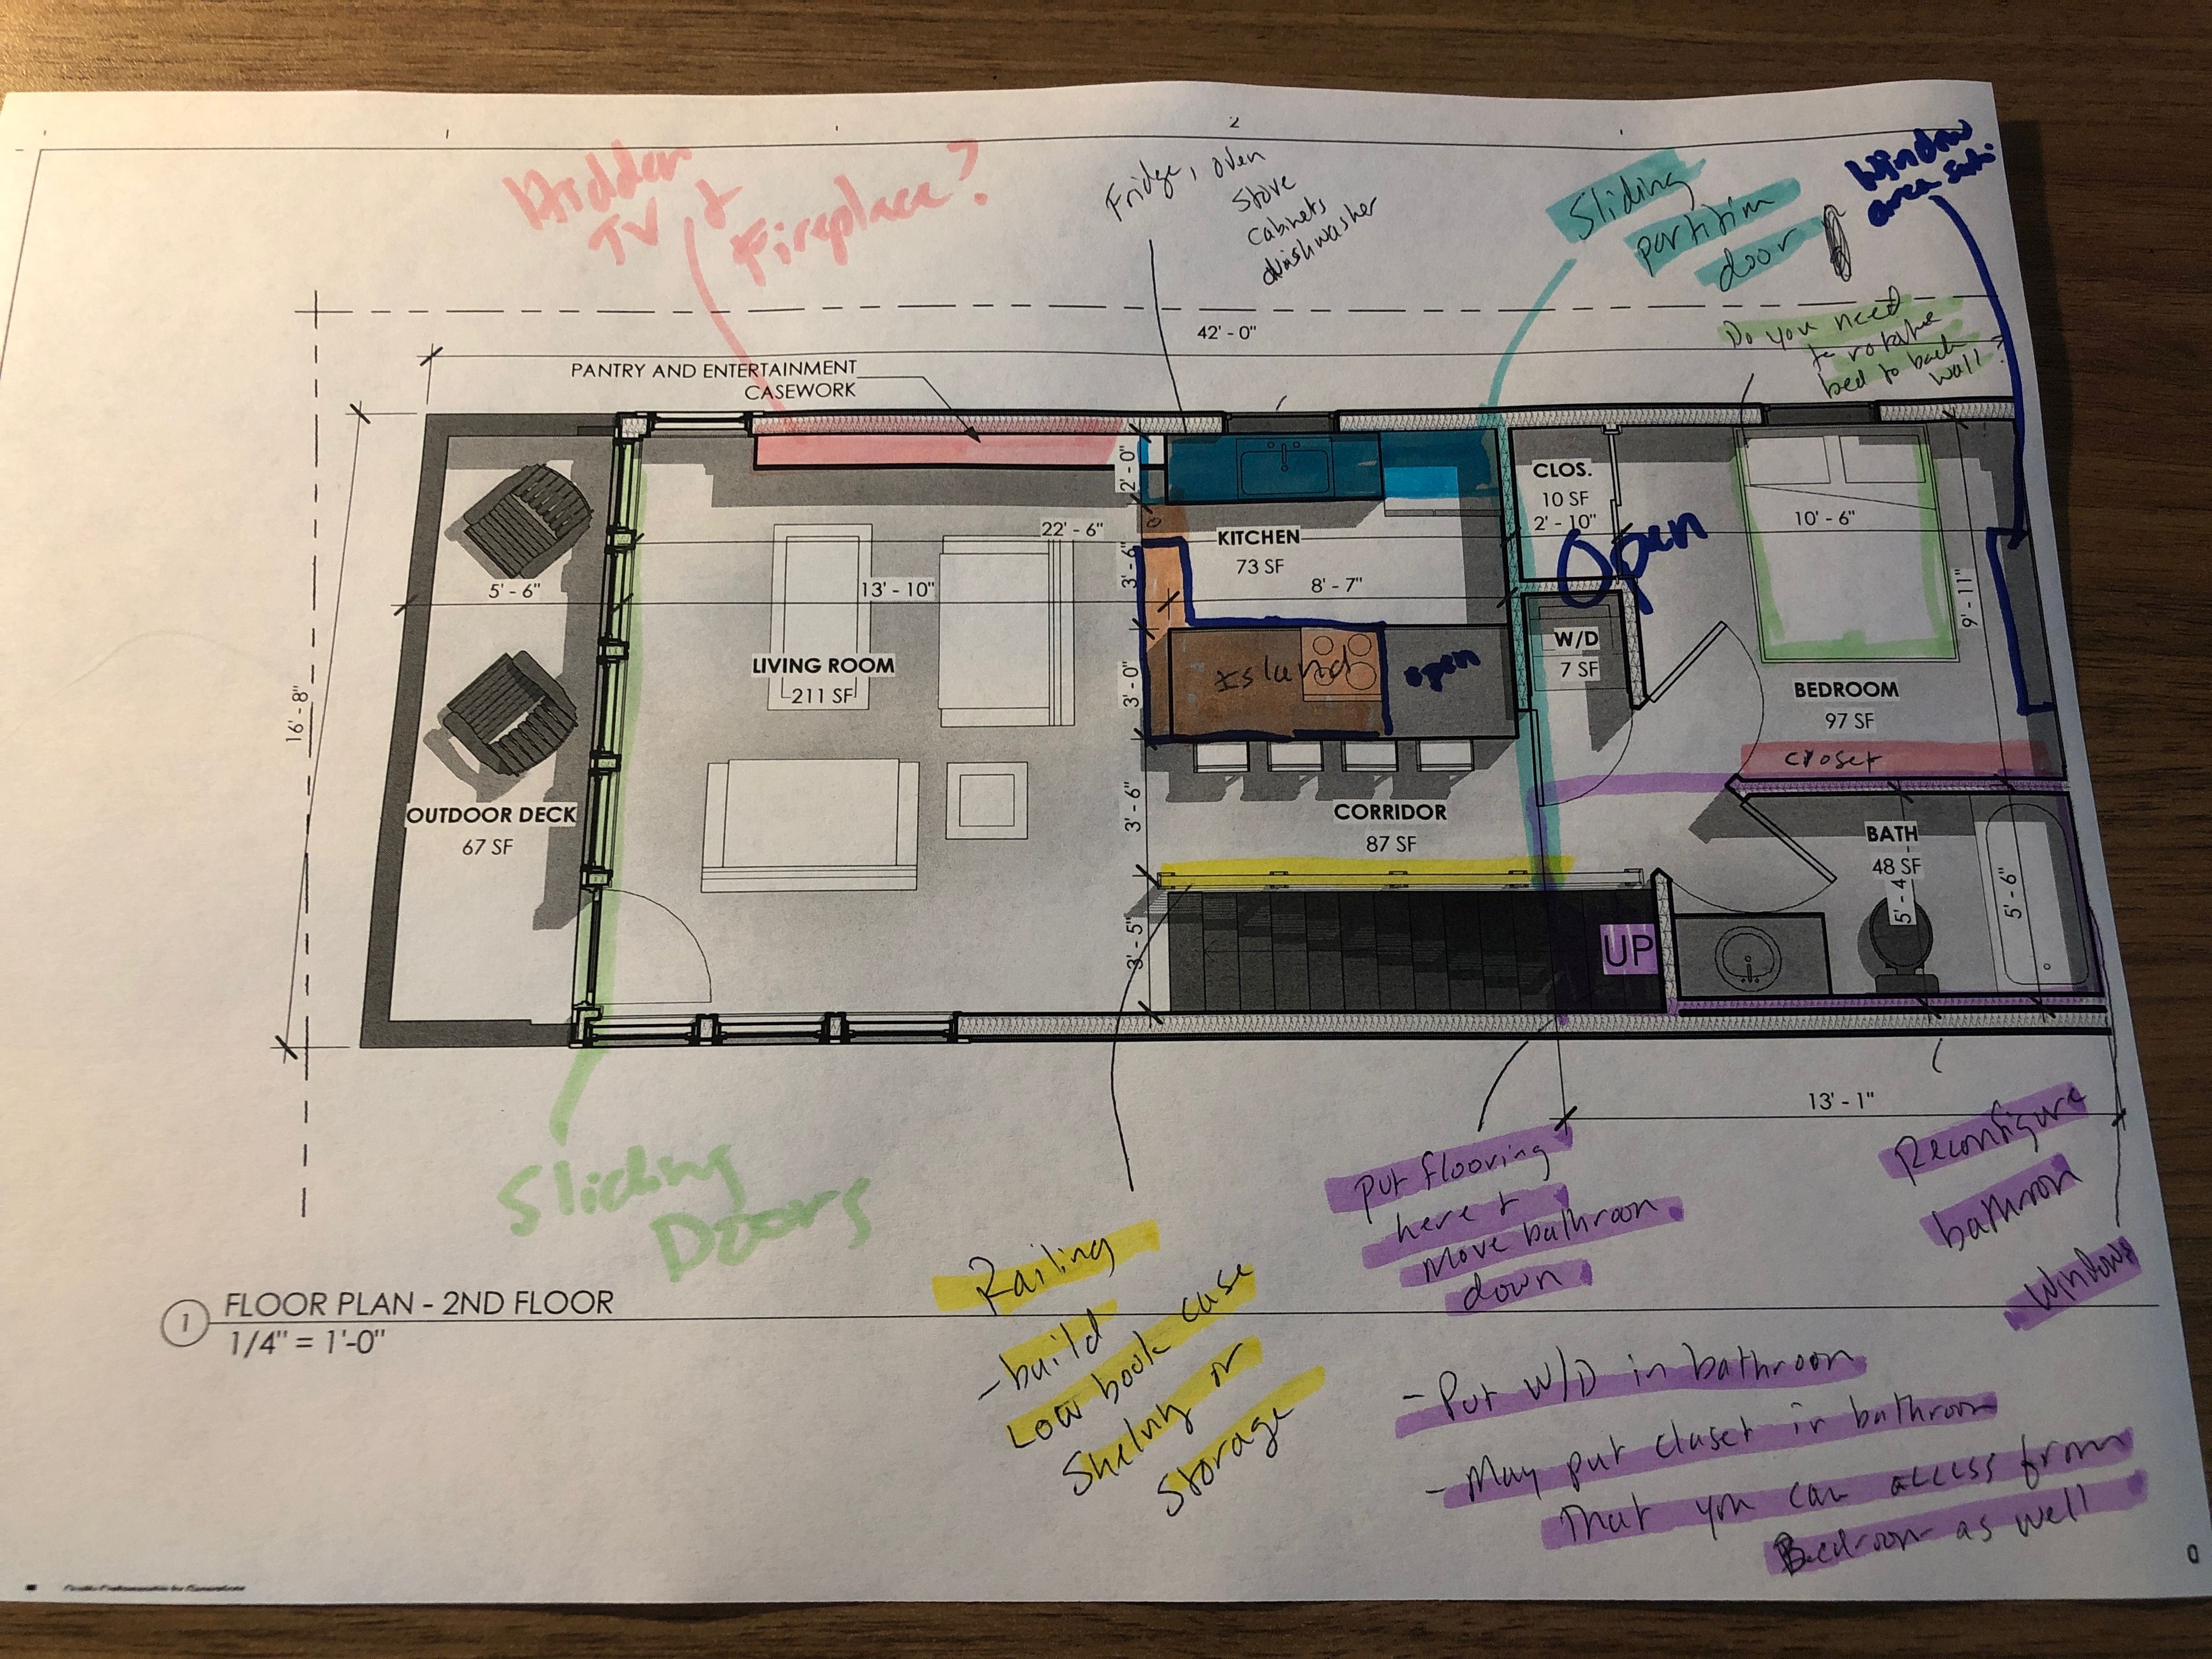 2
Hidden
TV &
Fireplace?
Fridge, oven
Stove
Cabinets
dishwasher
Sliding
partition
door
Window
area
Do you need
to rotate
bed to back
wall?
42' - 0"
PANTRY AND ENTERTAINMENT
CASEWORK
2' - 0"
CLOS.
10 SF
2' - 10"
22' - 6"
KITCHEN
73 SF
Open
10' - 6"
5' - 6"
13' - 10"
3' - 6"
8' - 7"
9' - 11"
W/D
7 SF
LIVING ROOM
211 SF
Island
open
16' - 8"
3' - 0"
BEDROOM
97 SF
closet
OUTDOOR DECK
67 SF
3' - 6"
CORRIDOR
87 SF
BATH
48 SF
5' - 4"
5' - 6"
3' - 5"
UP
13' - 1"
Sliding
Doors
Railing
- build
Low book case
Shelving or
Storage
Put flooring
here &
Move bathroom
down
Reconfigure
bathroom
Windows
- Put W/D in bathroom
- May put closet in bathroom
That you can access from
Bedroom as well
1
FLOOR PLAN - 2ND FLOOR
1/4" = 1'-0"